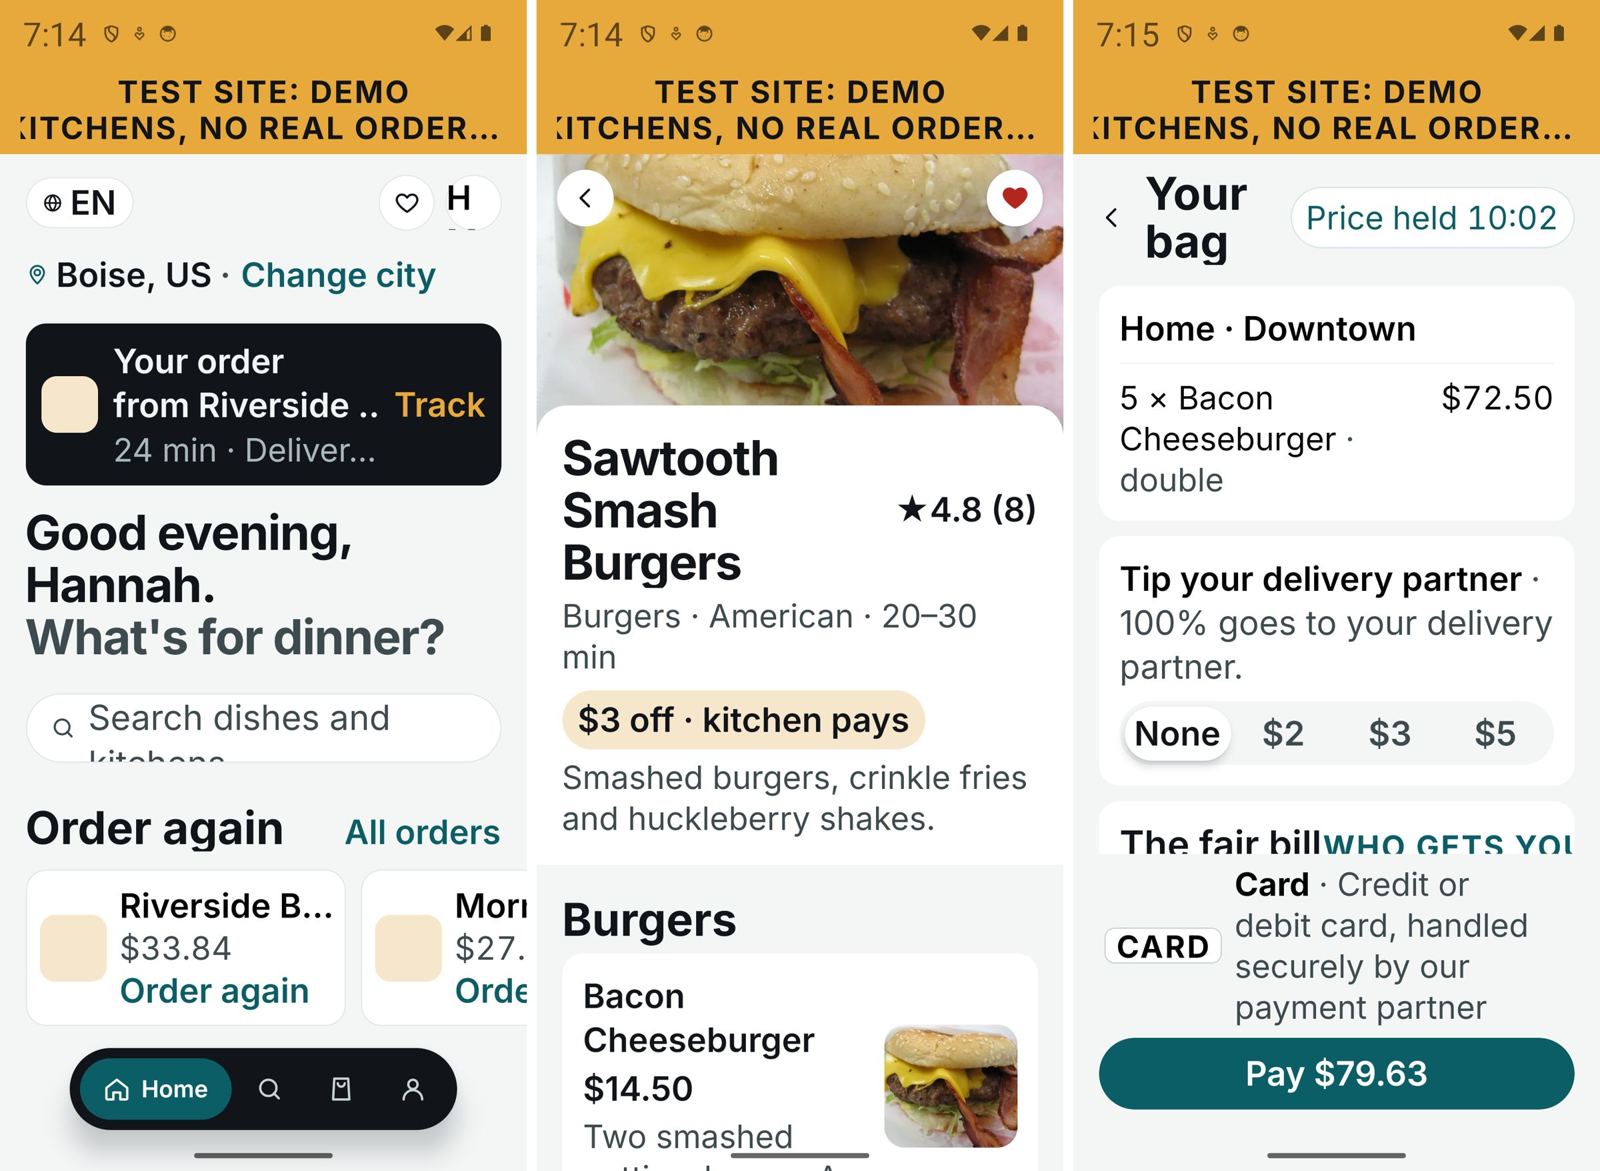 7:14
TEST SITE: DEMO
KITCHENS, NO REAL ORDER...
EN
H
Boise, US · Change city
Your order
from Riverside ..
Track
24 min · Deliver...
Good evening,
Hannah.
What's for dinner?
Search dishes and
kitchens
Order again
All orders
Riverside B...
$33.84
Order again
Morr
$27.
Orde
Home
7:14
TEST SITE: DEMO
KITCHENS, NO REAL ORDER...
Sawtooth
Smash
Burgers
★4.8 (8)
Burgers · American · 20–30
min
$3 off · kitchen pays
Smashed burgers, crinkle fries
and huckleberry shakes.
Burgers
Bacon
Cheeseburger
$14.50
Two smashed
7:15
TEST SITE: DEMO
KITCHENS, NO REAL ORDER...
Your
bag
Price held 10:02
Home · Downtown
5 × Bacon
Cheeseburger ·
double
$72.50
Tip your delivery partner ·
100% goes to your delivery
partner.
None
$2
$3
$5
The fair bill
WHO GETS YOU
CARD
Card · Credit or
debit card, handled
securely by our
payment partner
Pay $79.63